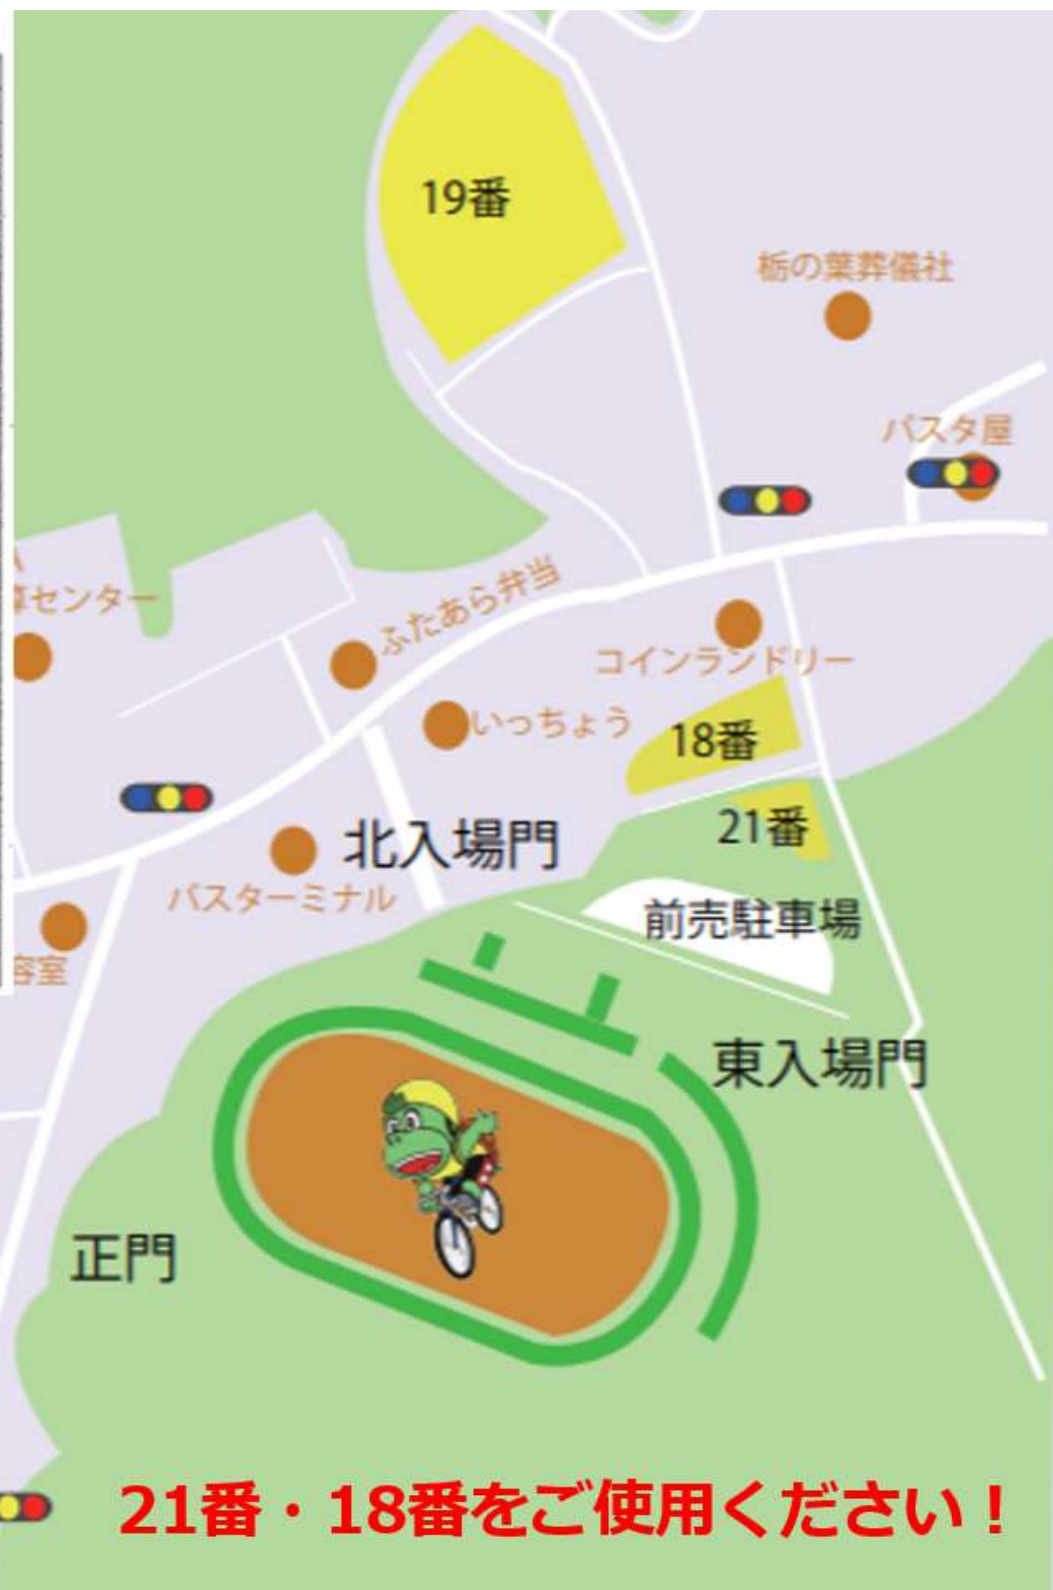 19番
栃の葉葬儀社
パスタ屋
センター
ふたあら弁当
コインランドリー
いっちょう
18番
21番
北入場門
バスターミナル
前売駐車場
容室
東入場門
正門
21番・18番をご使用ください！